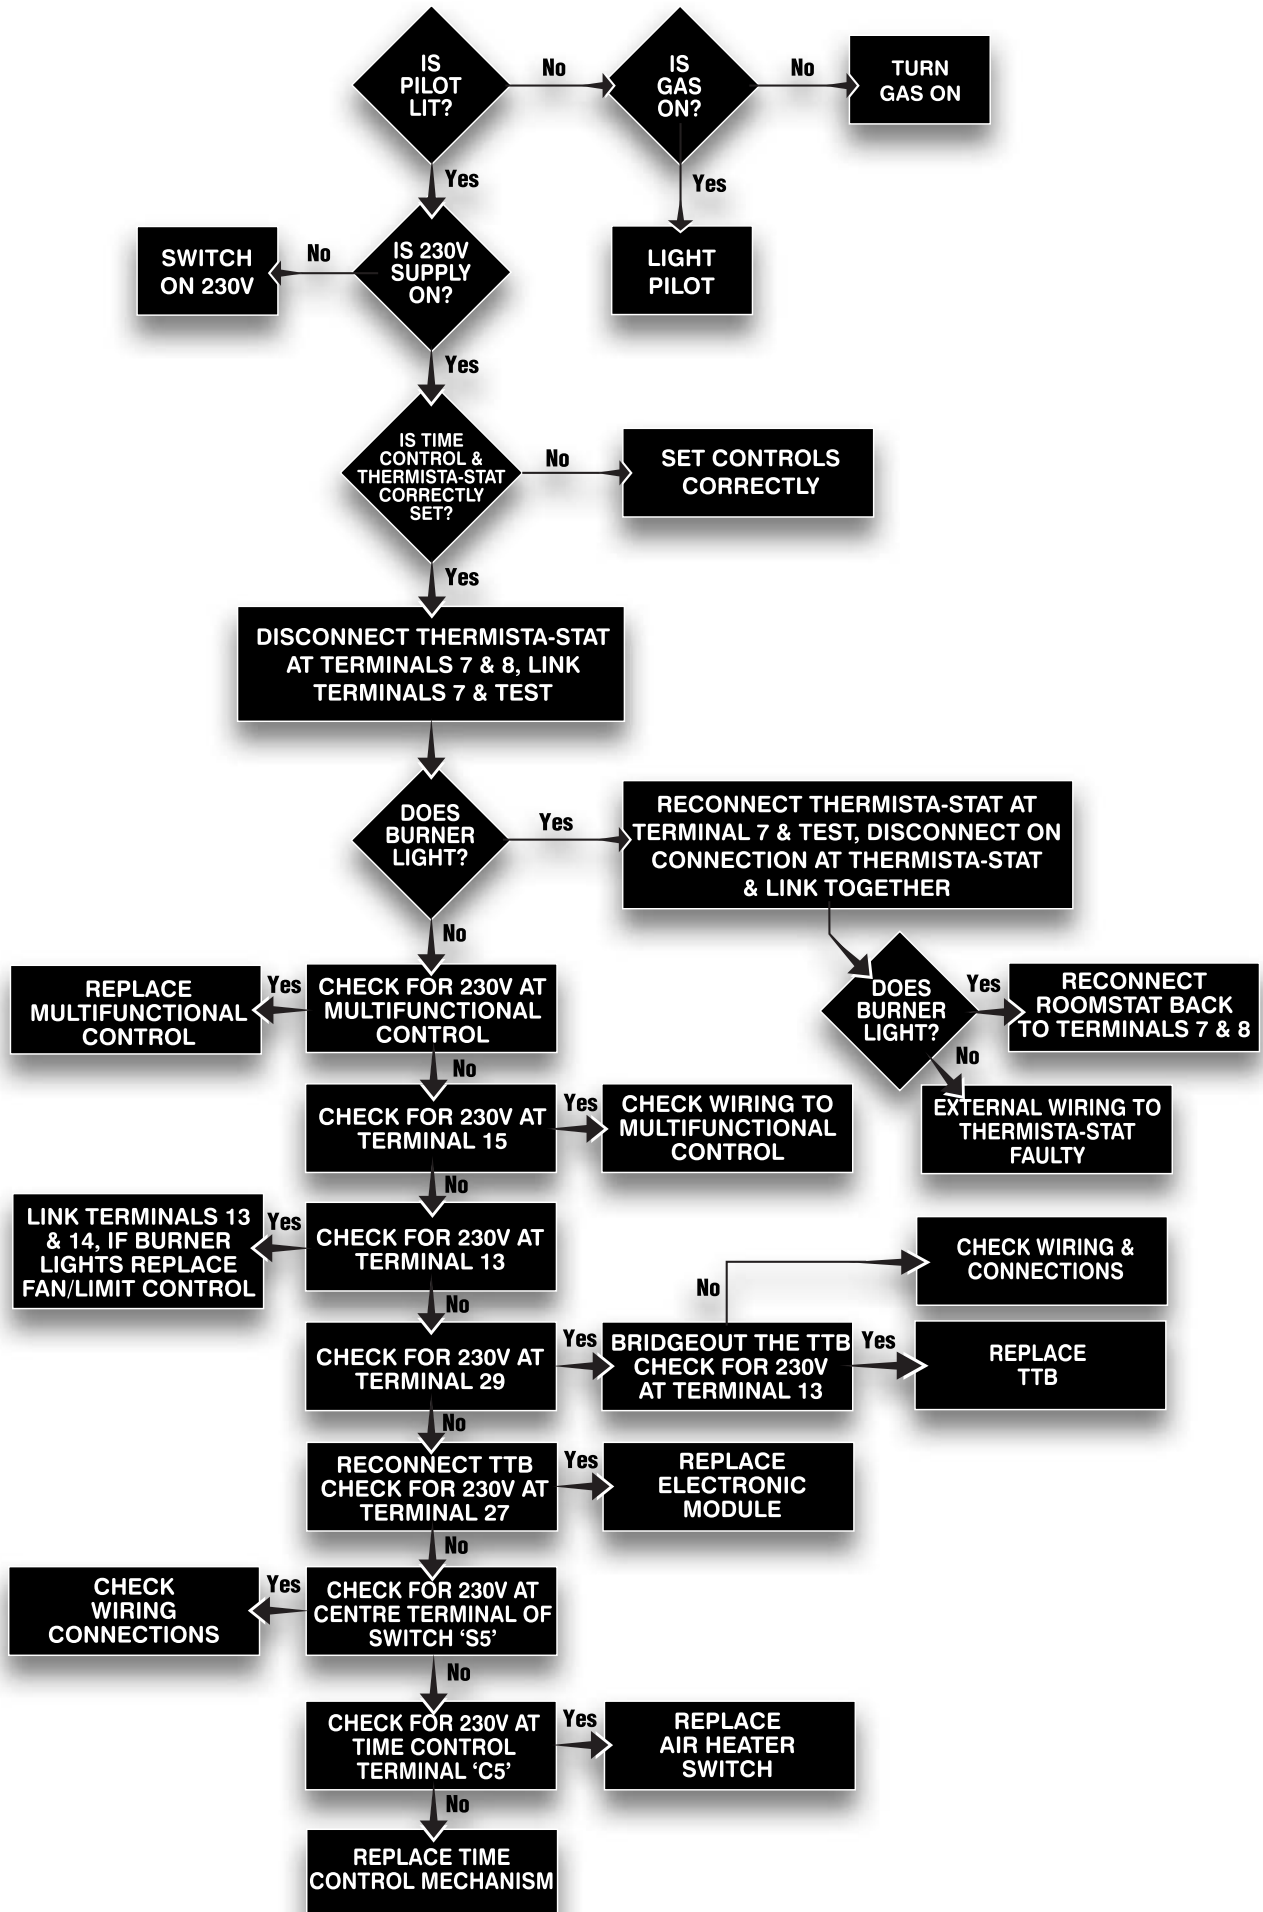 IS
PILOT
LIT?
No
IS
GAS
ON?
No
TURN
GAS ON
Yes
Yes
SWITCH
ON 230V
No
IS 230V
SUPPLY
ON?
LIGHT
PILOT
Yes
IS TIME
CONTROL &
THERMISTA-STAT
CORRECTLY
SET?
No
SET CONTROLS
CORRECTLY
Yes
DISCONNECT THERMISTA-STAT
AT TERMINALS 7 & 8, LINK
TERMINALS 7 & TEST
DOES
BURNER
LIGHT?
Yes
RECONNECT THERMISTA-STAT AT
TERMINAL 7 & TEST, DISCONNECT ON
CONNECTION AT THERMISTA-STAT
& LINK TOGETHER
No
DOES
BURNER
LIGHT?
Yes
RECONNECT
ROOMSTAT BACK
TO TERMINALS 7 & 8
No
EXTERNAL WIRING TO
THERMISTA-STAT
FAULTY
REPLACE
MULTIFUNCTIONAL
CONTROL
Yes
CHECK FOR 230V AT
MULTIFUNCTIONAL
CONTROL
No
CHECK FOR 230V AT
TERMINAL 15
Yes
CHECK WIRING TO
MULTIFUNCTIONAL
CONTROL
No
LINK TERMINALS 13
& 14, IF BURNER
LIGHTS REPLACE
FAN/LIMIT CONTROL
Yes
CHECK FOR 230V AT
TERMINAL 13
No
CHECK FOR 230V AT
TERMINAL 29
Yes
BRIDGEOUT THE TTB
CHECK FOR 230V
AT TERMINAL 13
No
CHECK WIRING &
CONNECTIONS
Yes
REPLACE
TTB
No
RECONNECT TTB
CHECK FOR 230V AT
TERMINAL 27
Yes
REPLACE
ELECTRONIC
MODULE
No
CHECK
WIRING
CONNECTIONS
Yes
CHECK FOR 230V AT
CENTRE TERMINAL OF
SWITCH ‘S5’
No
CHECK FOR 230V AT
TIME CONTROL
TERMINAL ‘C5’
Yes
REPLACE
AIR HEATER
SWITCH
No
REPLACE TIME
CONTROL MECHANISM